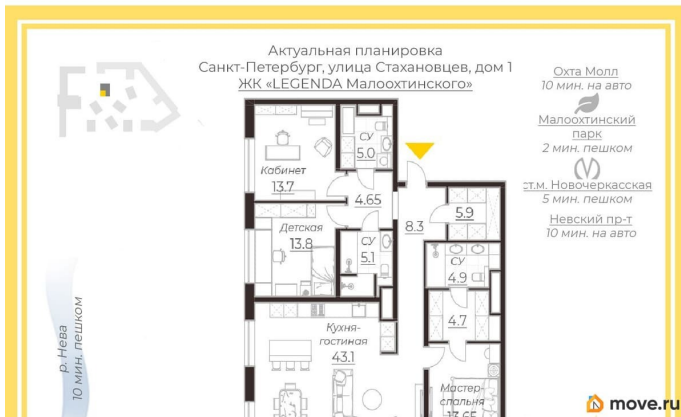 Актуальная планировка
Санкт-Петербург, улица Стахановцев, дом 1
ЖК «LEGENDA Малоохтинского»
Охта Молл
10 мин. на авто
Малоохтинский
парк
2 мин. пешком
ст.м. Новочеркасская
5 мин. пешком
Невский пр-т
10 мин. на авто
СУ
5.0
Кабинет
13.7
4.65
5.9
8.3
Детская
13.8
СУ
5.1
СУ
4.9
4.7
Кухня-
гостиная
43.1
Мастер-
спальня
13.65
р. Нева
10 мин. пешком
move.ru